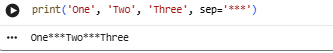 print('One', 'Two', 'Three', sep='***')
One***Two***Three